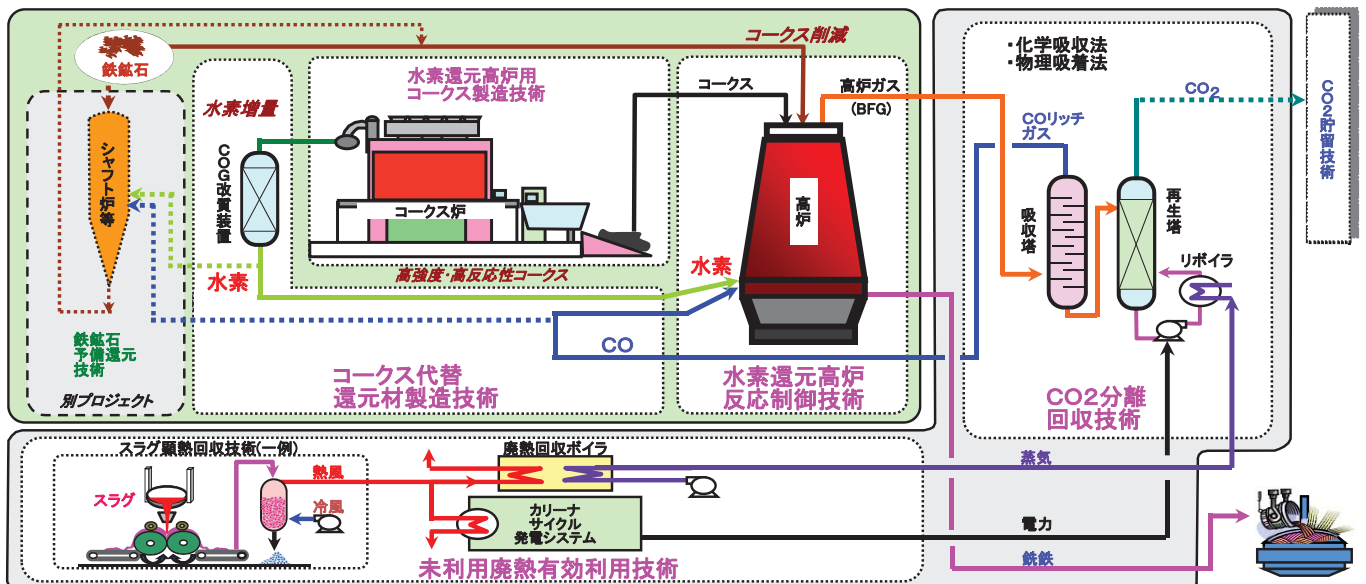 鉄鉱石
コークス削減
・化学吸収法
・物理吸着法
水素還元高炉用
コークス製造技術
水素増量
コークス
高炉ガス
(BFG)
COリッチ
ガス
CO2
CO2貯留技術
シャフト炉等
COG改質装置
コークス炉
高炉
吸収塔
再生塔
リボイラ
水素
高強度・高反応性コークス
水素
鉄鉱石
予備還元
技術
別プロジェクト
CO
コークス代替
還元材製造技術
水素還元高炉
反応制御技術
CO2分離
回収技術
スラグ顕熱回収技術(一例)
廃熱回収ボイラ
熱風
蒸気
スラグ
冷風
カリーナ
サイクル
発電システム
電力
未利用廃熱有効利用技術
銑鉄